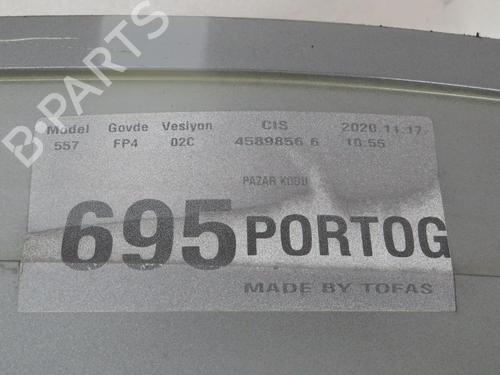 B-PARTS
Model Govde Vesiyon CIS 2020.11.17
557 FP4 02C 4589856 6 10:55
PAZAR KODU
695 PORTOG
MADE BY TOFAS